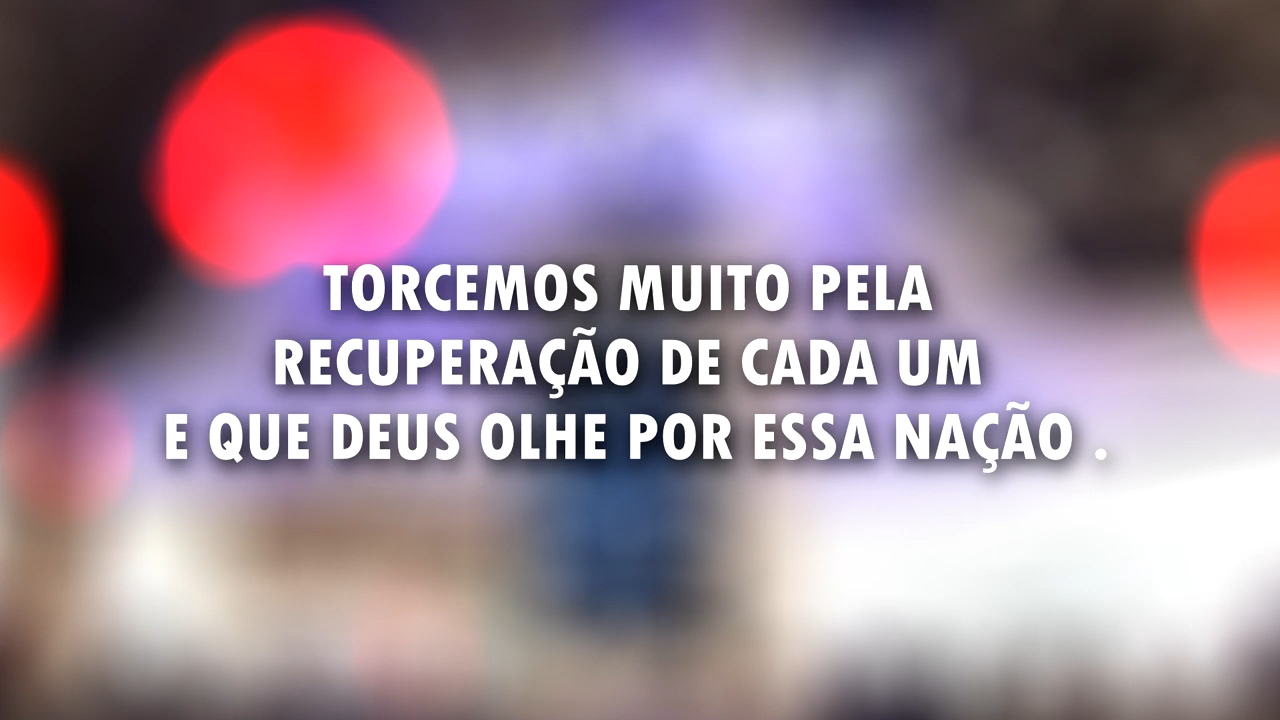 TORCEMOS MUITO PELA
RECUPERAÇÃO DE CADA UM
E QUE DEUS OLHE POR ESSA NAÇÃO .